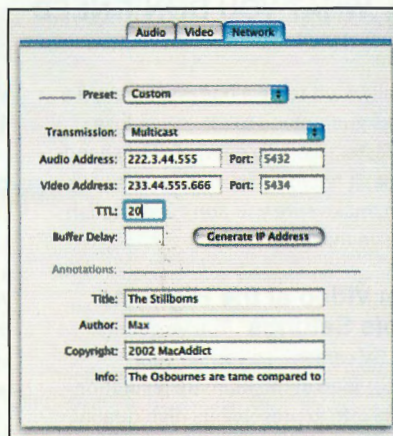 Audio Video Network
Preset: Custom
Transmission: Multicast
Audio Address: 222.3.44.555 Port: 5432
Video Address: 233.44.555.666 Port: 5434
TTL: 20
Buffer Delay: Generate IP Address
Annotations:
Title: The Stillborns
Author: Max
Copyright: 2002 MacAddict
Info: The Osbournes are tame compared to